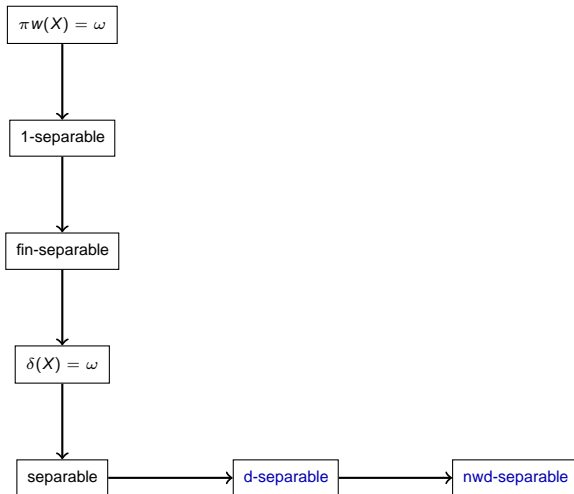 πw(X) = ω
1-separable
fin-separable
δ(X) = ω
separable
d-separable
nwd-separable